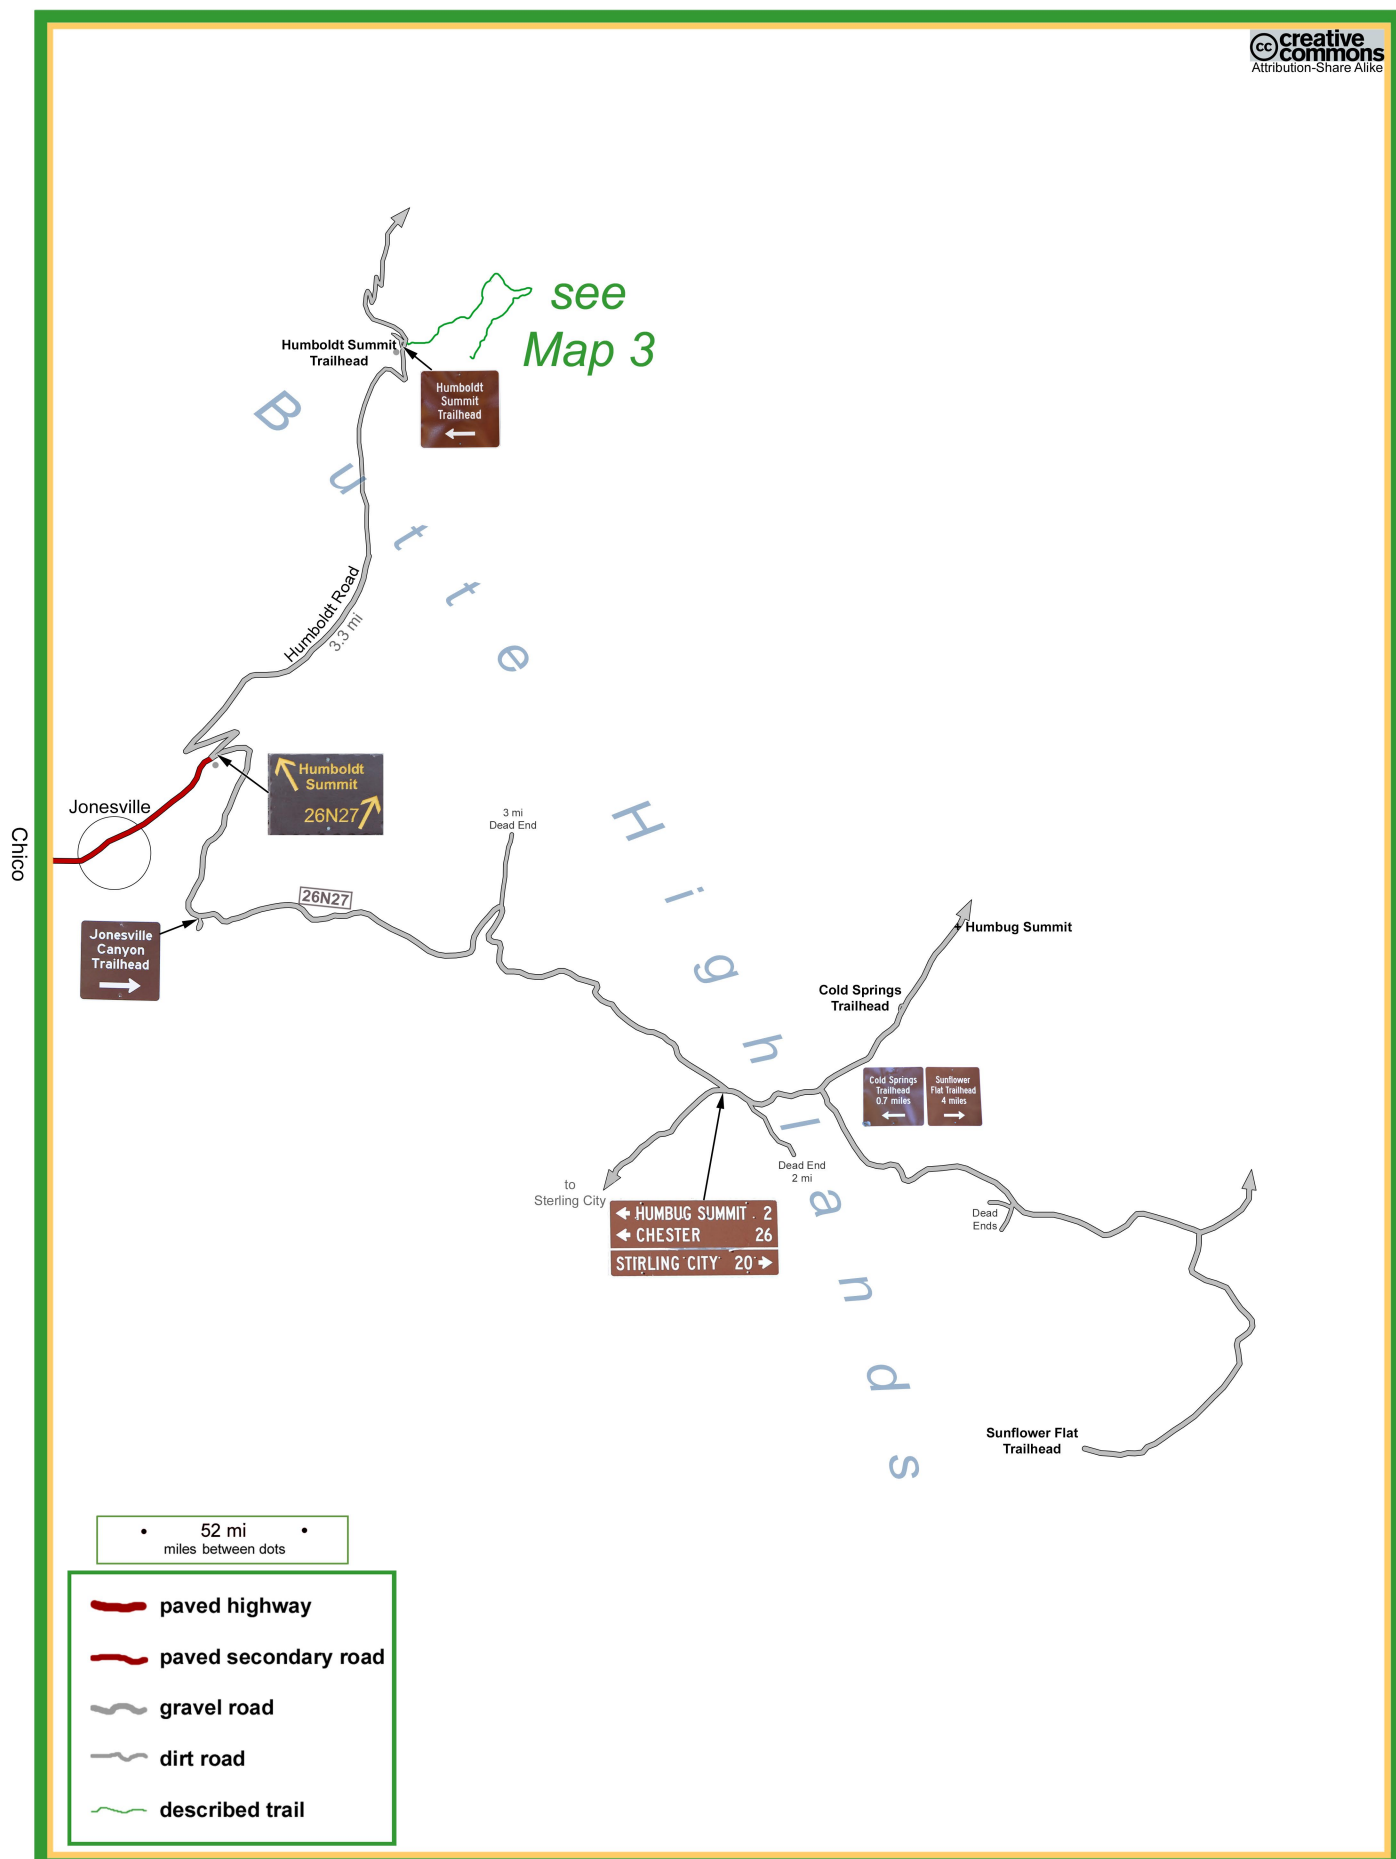 cc creative commons
Attribution-Share Alike
see
Map 3
Humboldt Summit
Trailhead
Humboldt
Summit
Trailhead
Butte Highlands
Humboldt Road
3.3 mi
Humboldt
Summit
26N27
Jonesville
Chico
3 mi
Dead End
26N27
Jonesville
Canyon
Trailhead
Humbug Summit
Cold Springs
Trailhead
Cold Springs
Trailhead
0.7 miles
Sunflower
Flat Trailhead
4 miles
Dead End
2 mi
to
Sterling City
HUMBUG SUMMIT 2
CHESTER 26
STIRLING CITY 20
Dead
Ends
Sunflower Flat
Trailhead
52 mi
miles between dots
paved highway
paved secondary road
gravel road
dirt road
described trail